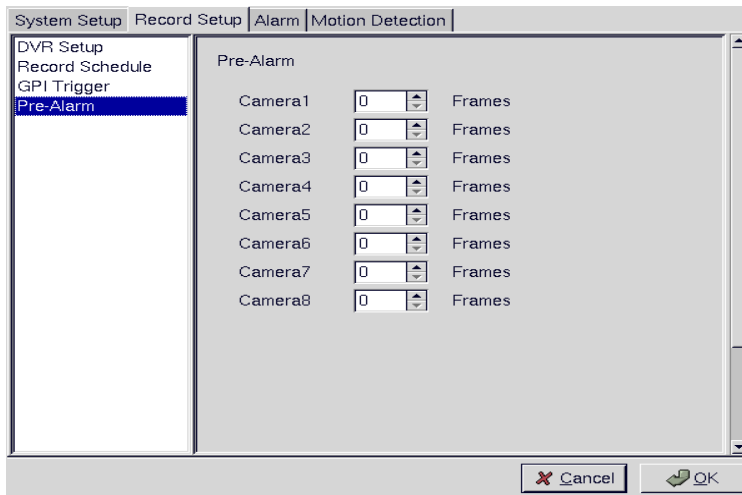 System Setup Record Setup Alarm Motion Detection
DVR Setup
Record Schedule
GPI Trigger
Pre-Alarm
Pre-Alarm
Camera1 0 Frames
Camera2 0 Frames
Camera3 0 Frames
Camera4 0 Frames
Camera5 0 Frames
Camera6 0 Frames
Camera7 0 Frames
Camera8 0 Frames
Cancel OK